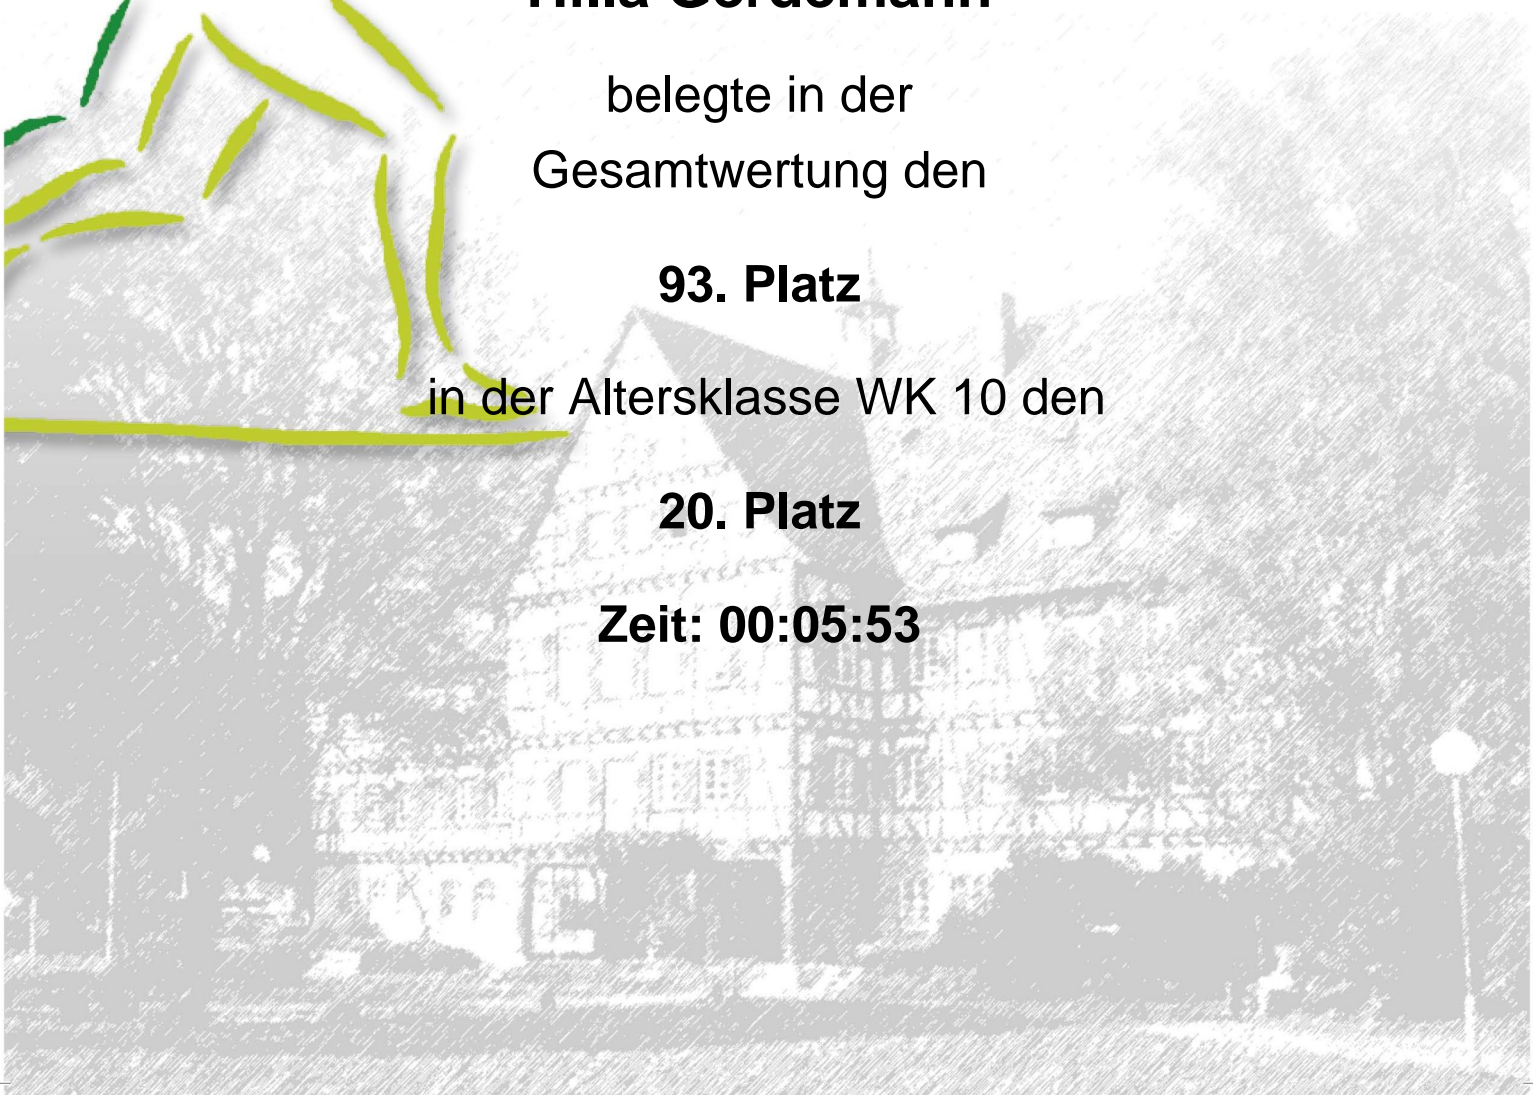 belegte in der
Gesamtwertung den
93. Platz
in der Altersklasse WK 10 den
20. Platz
Zeit: 00:05:53